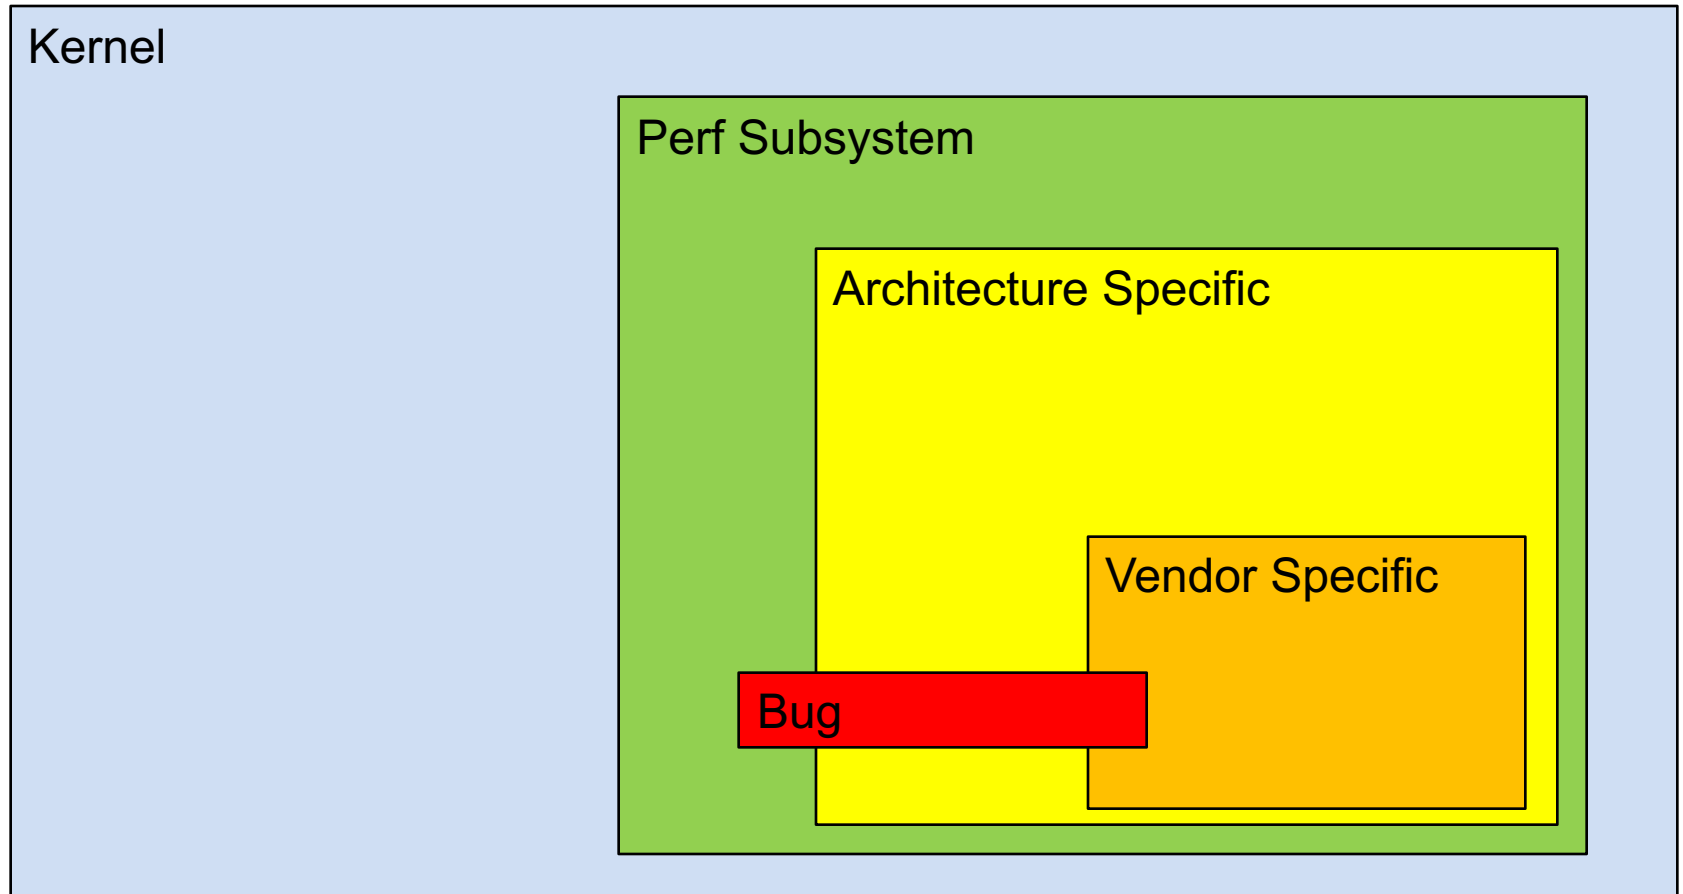 Kernel
Perf Subsystem
Architecture Specific
Vendor Specific
Bug